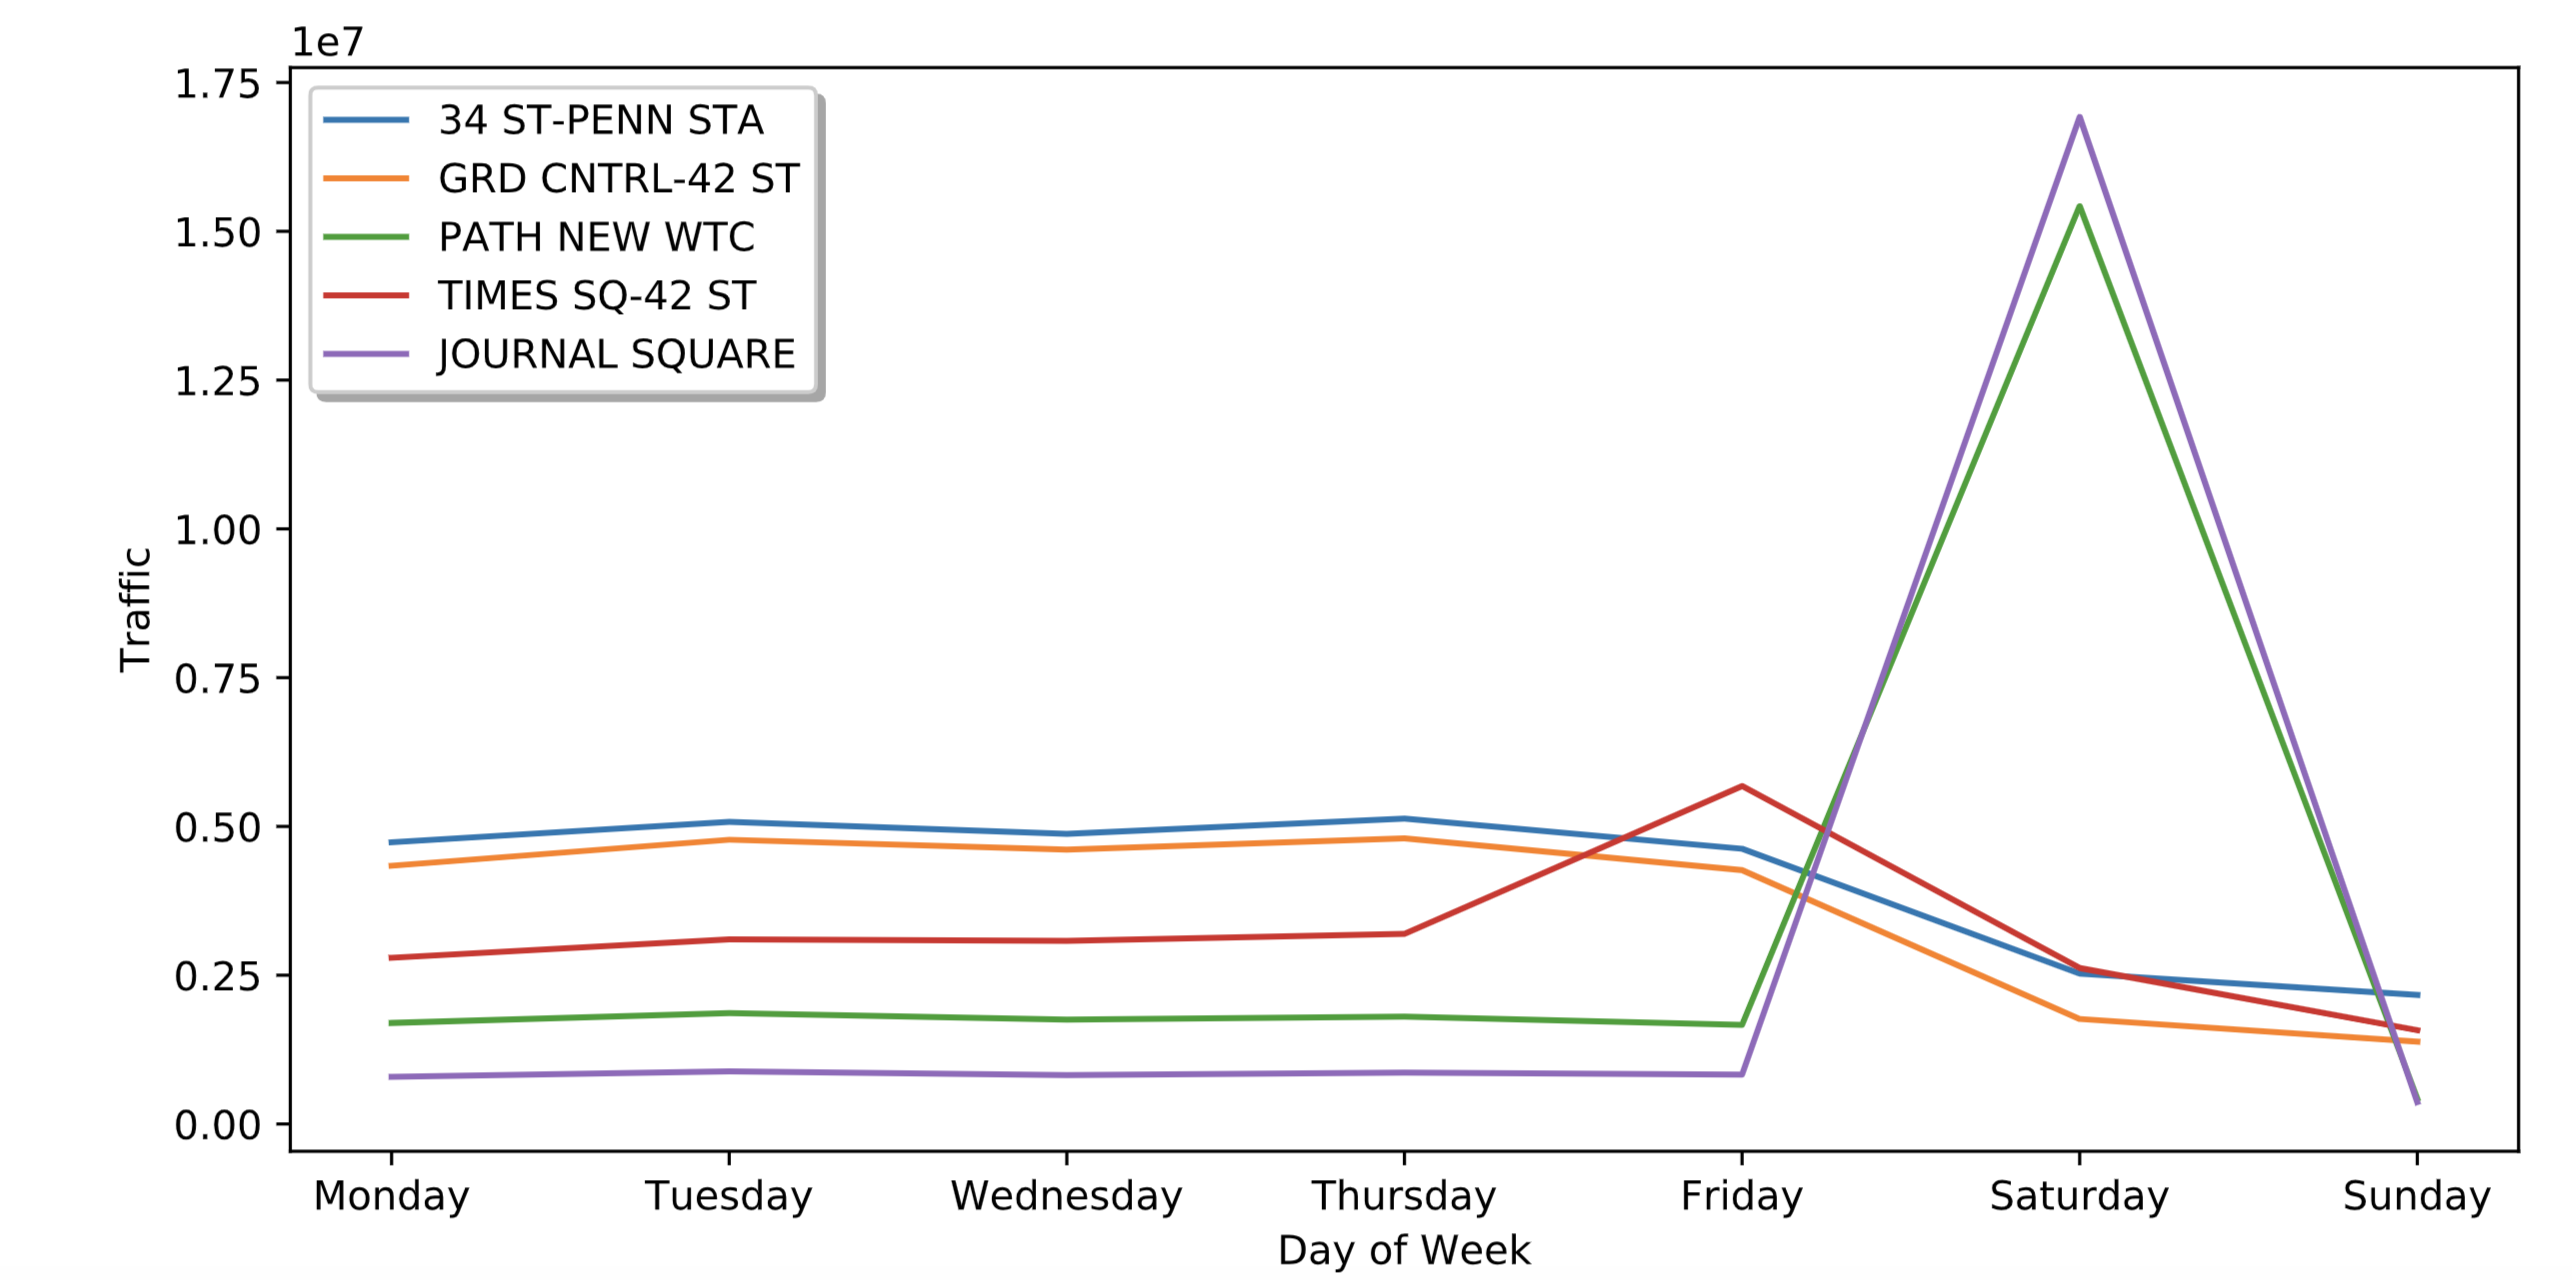 1e7
1.75
1.50
1.25
1.00
0.75
0.50
0.25
0.00
Traffic
34 ST-PENN STA
GRD CNTRL-42 ST
PATH NEW WTC
TIMES SQ-42 ST
JOURNAL SQUARE
Monday Tuesday Wednesday Thursday Friday Saturday Sunday
Day of Week